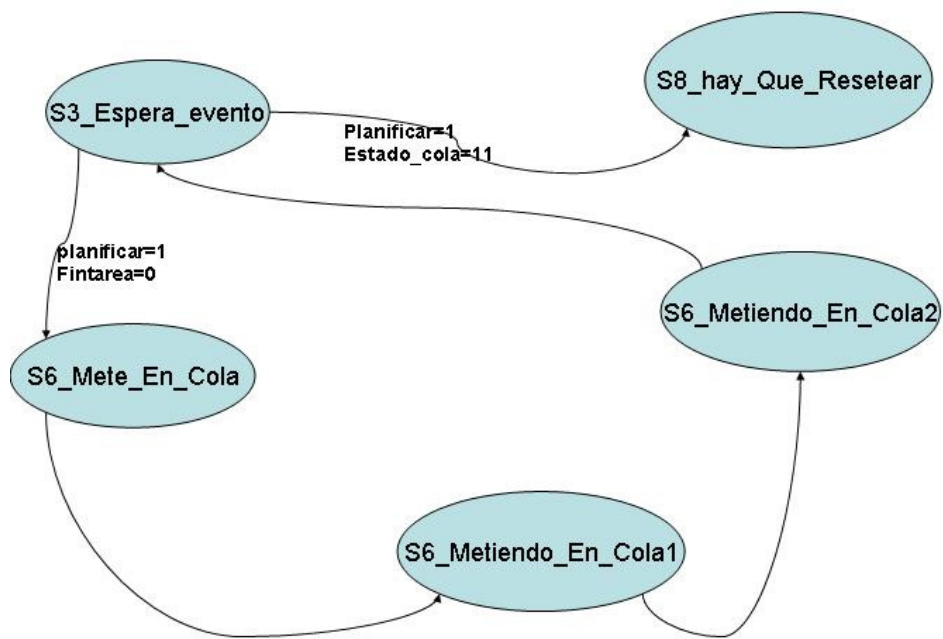 S3_Espera_evento
S8_hay_Que_Resetear
Planificar=1
Estado_cola=11
planificar=1
Fintarea=0
S6_Metiendo_En_Cola2
S6_Mete_En_Cola
S6_Metiendo_En_Cola1